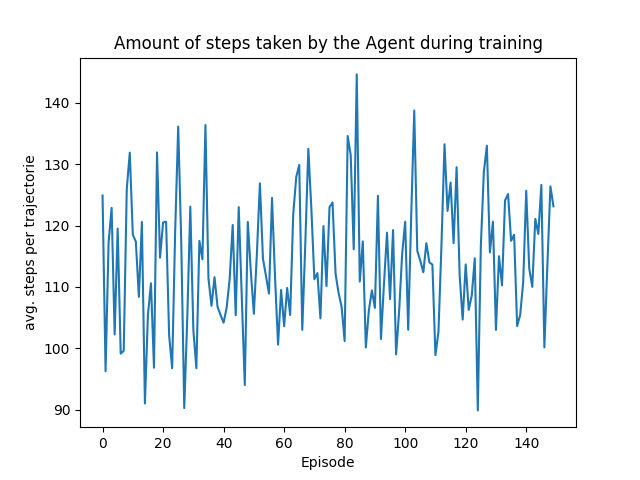 Amount of steps taken by the Agent during training
avg. steps per trajectorie
140
130
120
110
100
90
0 20 40 60 80 100 120 140
Episode